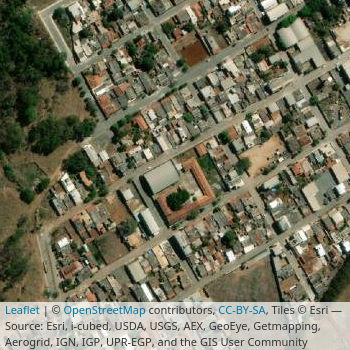 Leaflet | © OpenStreetMap contributors, CC-BY-SA, Tiles © Esri —
Source: Esri, i-cubed, USDA, USGS, AEX, GeoEye, Getmapping,
Aerogrid, IGN, IGP, UPR-EGP, and the GIS User Community